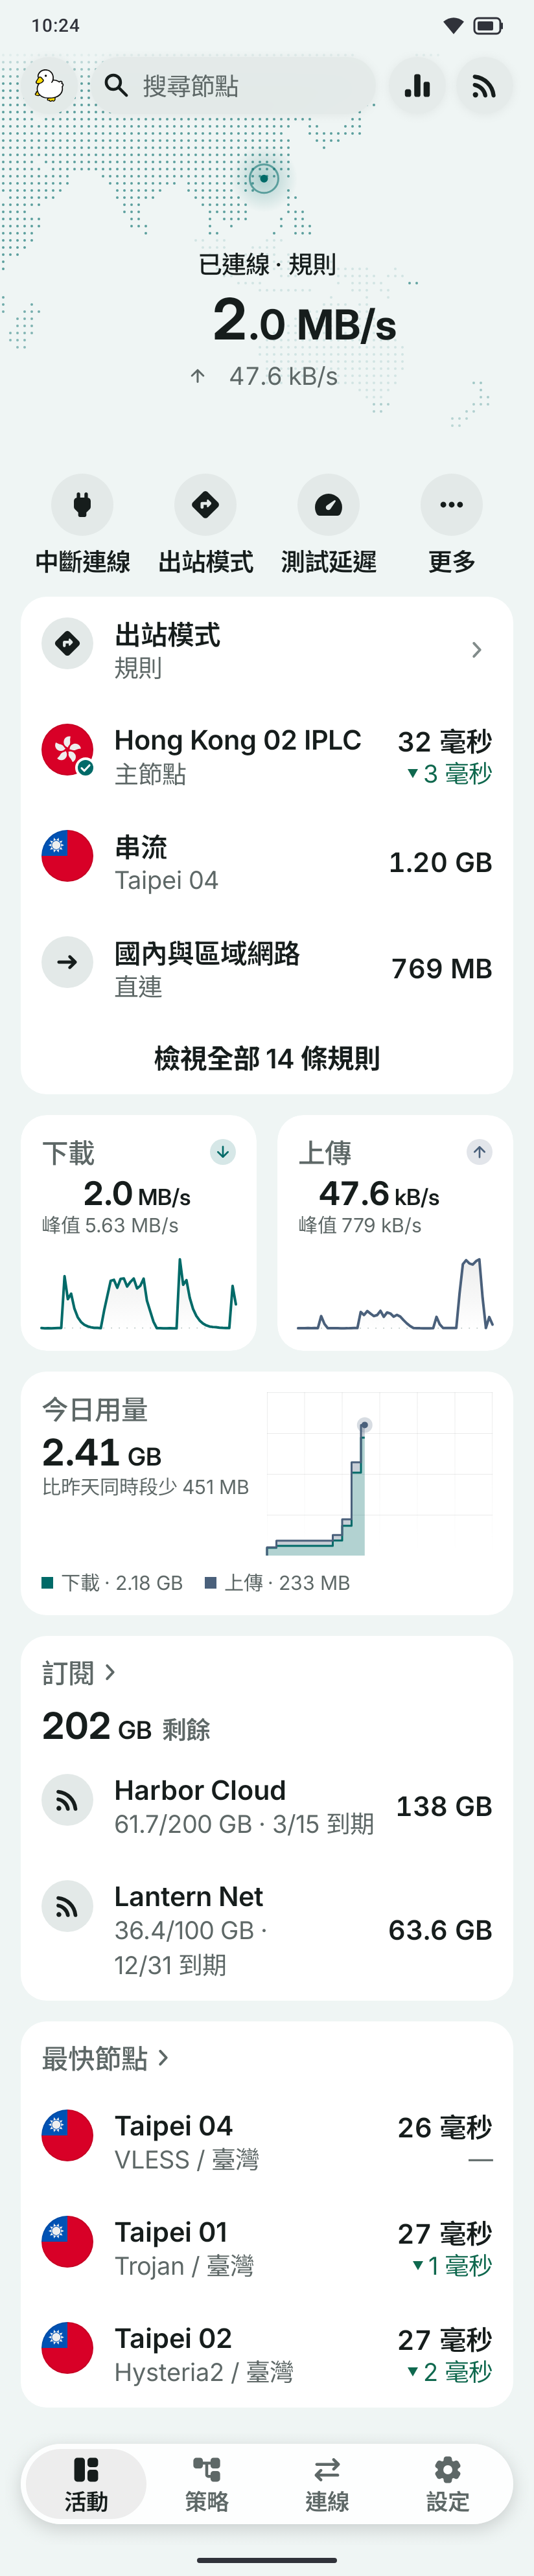 10:24
搜尋節點
已連線 · 規則
2.0 MB/s
↑ 47.6 kB/s
中斷連線 出站模式 測試延遲 更多
出站模式
規則
Hong Kong 02 IPLC 32 毫秒
主節點 ▼3 毫秒
串流
Taipei 04 1.20 GB
國內與區域網路
直連 769 MB
檢視全部 14 條規則
下載 上傳
2.0 MB/s 47.6 kB/s
峰值 5.63 MB/s 峰值 779 kB/s
今日用量
2.41 GB
比昨天同時段少 451 MB
下載 · 2.18 GB 上傳 · 233 MB
訂閱
202 GB 剩餘
Harbor Cloud 138 GB
61.7/200 GB · 3/15 到期
Lantern Net
36.4/100 GB · 63.6 GB
12/31 到期
最快節點
Taipei 04 26 毫秒
VLESS / 臺灣 —
Taipei 01 27 毫秒
Trojan / 臺灣 ▼1 毫秒
Taipei 02 27 毫秒
Hysteria2 / 臺灣 ▼2 毫秒
活動 策略 連線 設定